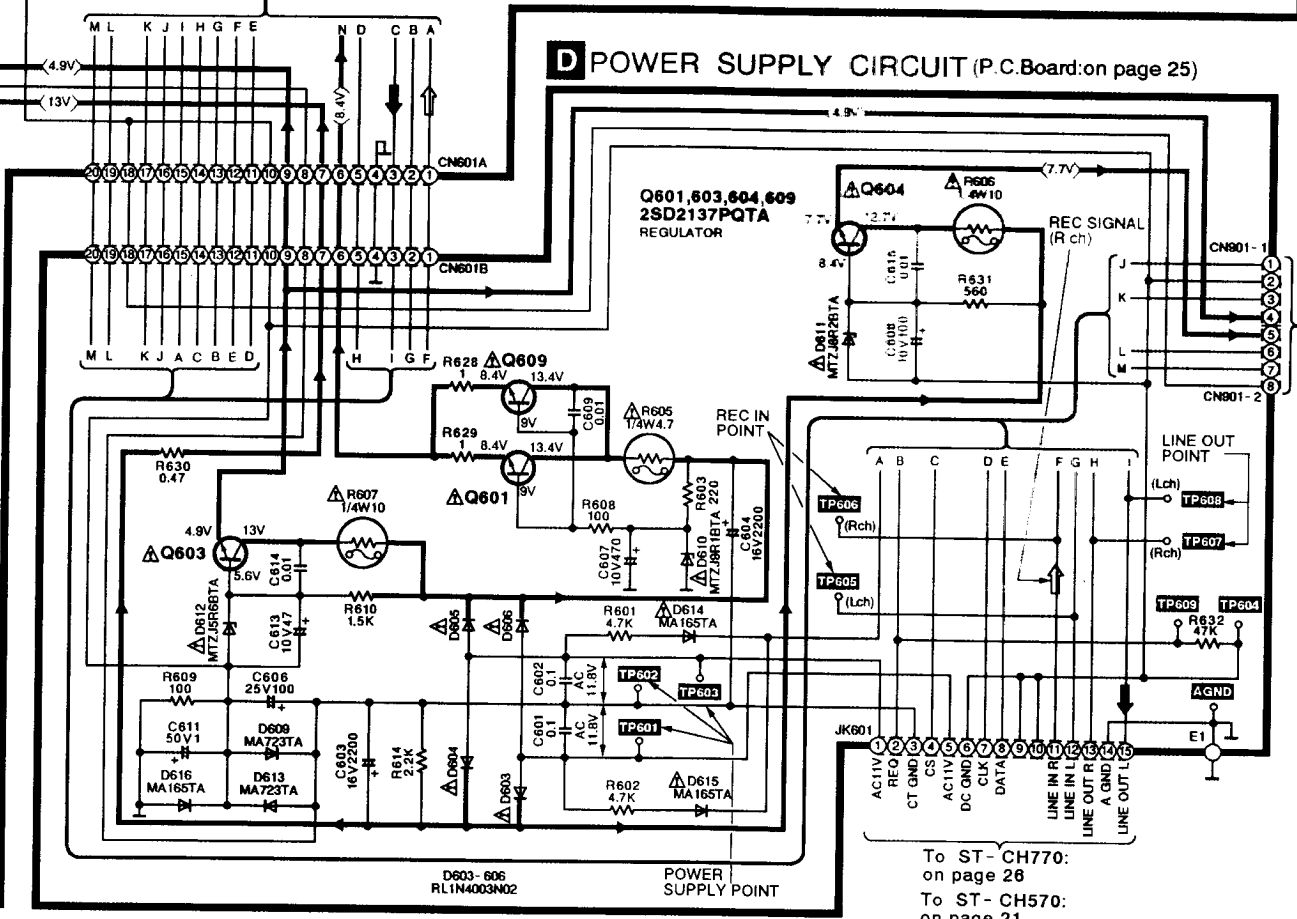 M L K J I H G F E N D C B A
D POWER SUPPLY CIRCUIT (P.C.Board:on page 25)
4.9V
13V
8.4V
4.9V
20 19 18 17 16 15 14 13 12 11 10 9 8 7 6 5 4 3 2 1
CN601A
20 19 18 17 16 15 14 13 12 11 10 9 8 7 6 5 4 3 2 1
CN601B
Q601,603,604,609
2SD2137PQTA
REGULATOR
7.7V
Q604
R606
12.7V
7.7V
8.4V
C615
0.01
R631
560
D611
MTZJ8R2BTA
C608
10V100
REC SIGNAL
(R ch)
CN901-1
J
K
L
M
1
2
3
4
5
6
7
8
CN901-2
M L K J A C B E D H I G F
R628
1
8.4V
Q609
13.4V
9V
C609
0.01
R605
1/4W4.7
R629
1
8.4V
13.4V
Q601
9V
R608
100
C607
10V470
R603
220
D610
MTZJ9R1BTA
C604
16V2200
REC IN
POINT
TP606
(Rch)
TP605
(Lch)
A B C D E F G H I
LINE OUT
POINT
(Lch)
TP608
(Rch)
TP607
R630
0.47
R607
1/4W10
4.9V
13V
Q603
5.6V
C614
0.01
D612
MTZJ5R6BTA
C613
10V47
R610
1.5K
D605
D606
R601
4.7K
D614
MA165TA
C602
0.1
AC
11.8V
TP602
TP603
C601
0.1
AC
11.8V
TP601
TP609
TP604
R632
47K
AGND
E1
R609
100
C606
25V100
C611
50V1
D609
MA723TA
D616
MA165TA
D613
MA723TA
C603
16V2200
R614
2.2K
D604
D603
R602
4.7K
D615
MA165TA
JK601
1 2 3 4 5 6 7 8 9 10 11 12 13 14 15
AC11V
REQ
CT GND
CS
AC11V
DC GND
CLK
DATA
LINE IN R
LINE IN L
LINE OUT R
A GND
LINE OUT L
D603-606
RL1N4003N02
POWER
SUPPLY POINT
To ST-CH770:
on page 26
To ST-CH570:
on page 21